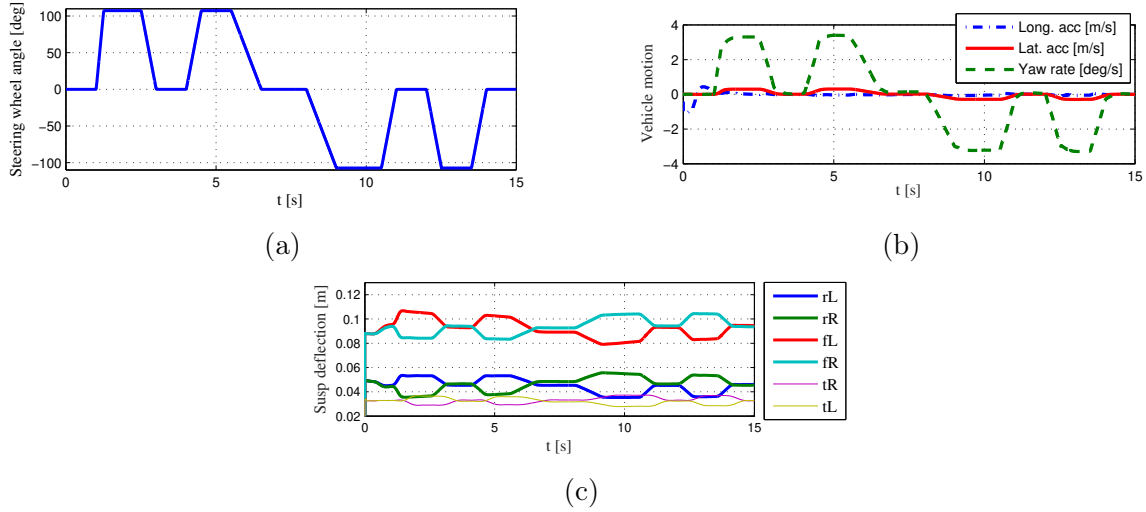 Steering wheel angle [deg]
100
50
0
−50
−100
0 5 10 15
t [s]
(a)
Vehicle motion
4
2
0
−2
−4
0 5 10 15
t [s]
Long. acc [m/s]
Lat. acc [m/s]
Yaw rate [deg/s]
(b)
Susp deflection [m]
0.12
0.1
0.08
0.06
0.04
0.02
0 5 10 15
t [s]
rL
rR
fL
fR
tR
tL
(c)